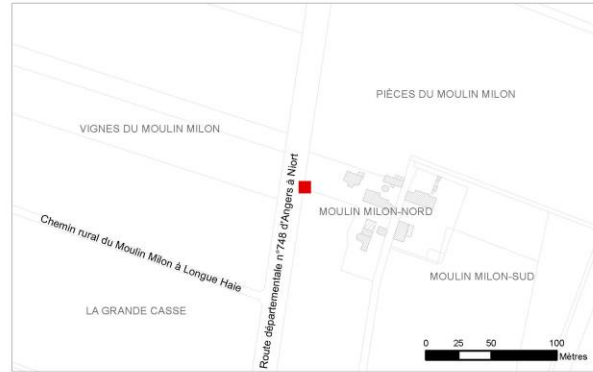 PIÈCES DU MOULIN MILON
VIGNES DU MOULIN MILON
Route départementale n°748 d'Angers à Niort
MOULIN MILON-NORD
Chemin rural du Moulin Milon à Longue Haie
MOULIN MILON-SUD
LA GRANDE CASSE
0 25 50 100
Mètres